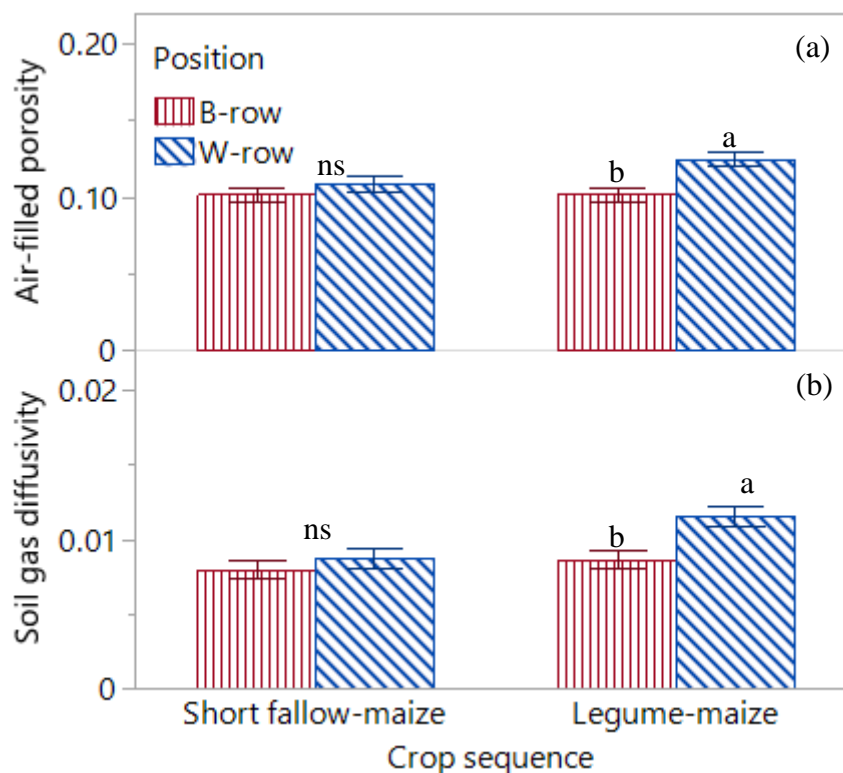 (a)
Air-filled porosity
0.20
0.10
0
Position
B-row
W-row
ns
b
a
(b)
Soil gas diffusivity
0.02
0.01
0
ns
b
a
Short fallow-maize
Legume-maize
Crop sequence